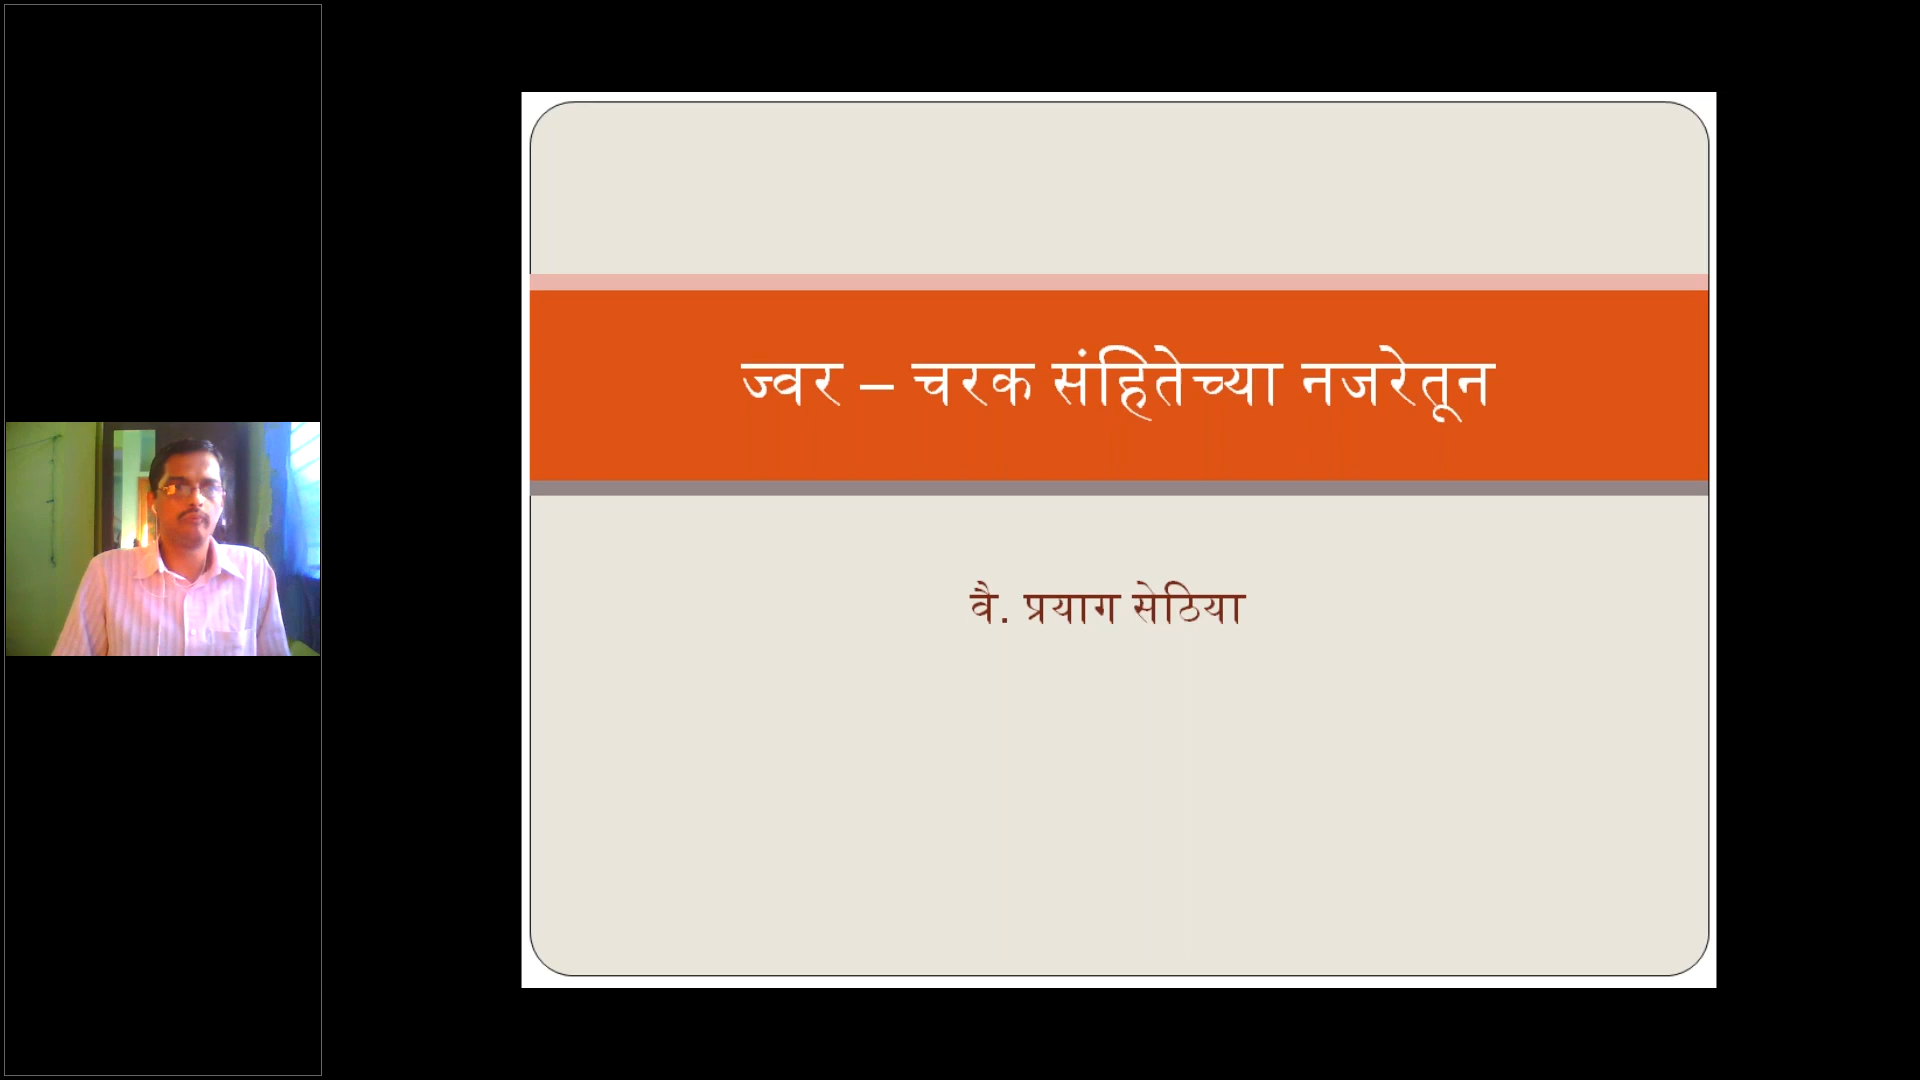 ज्वर – चरक संहितेच्या नजरेतून
वै. प्रयाग सेठिया